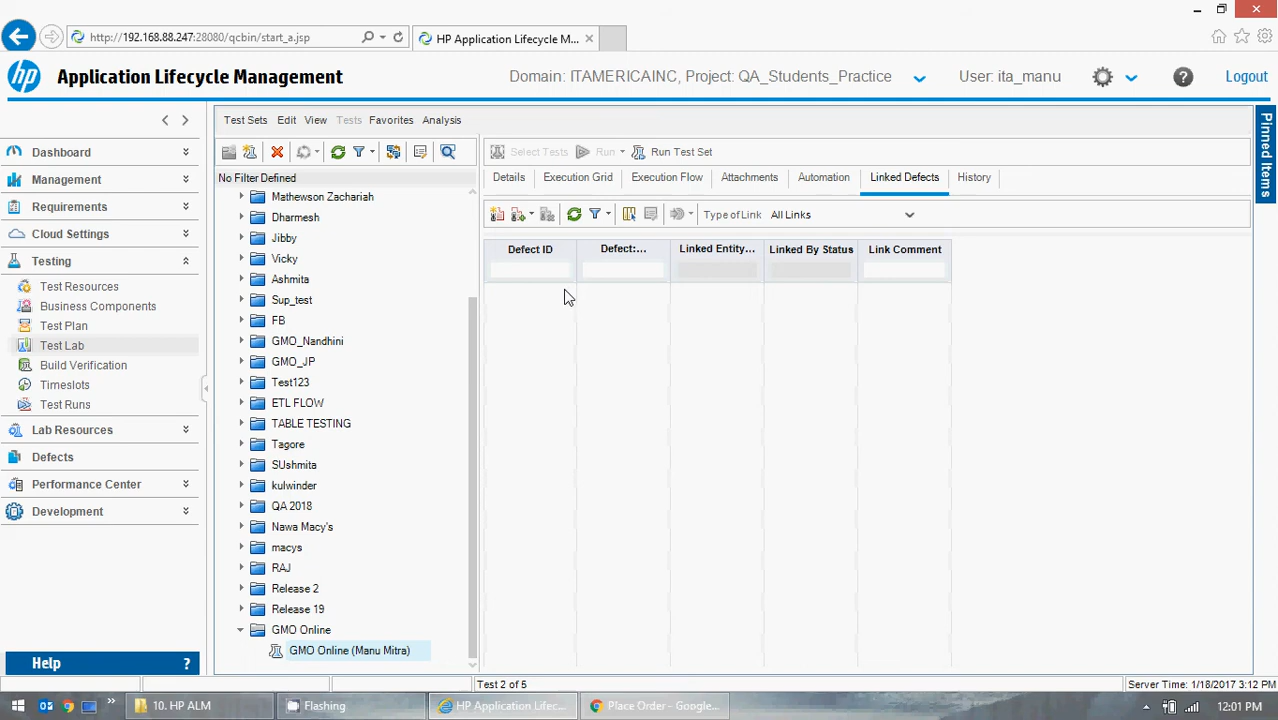 http://192.168.88.247:28080/qcbin/start_a.jsp
HP Application Lifecycle M...
hp
Application Lifecycle Management
Domain: ITAMERICAINC, Project: QA_Students_Practice
User: ita_manu
Logout
Dashboard
Management
Requirements
Cloud Settings
Testing
Test Resources
Business Components
Test Plan
Test Lab
Build Verification
Timeslots
Test Runs
Lab Resources
Defects
Performance Center
Development
Help ?
Test Sets Edit View Tests Favorites Analysis
No Filter Defined
Mathewson Zachariah
Dharmesh
Jibby
Vicky
Ashmita
Sup_test
FB
GMO_Nandhini
GMO_JP
Test123
ETL FLOW
TABLE TESTING
Tagore
SUshmita
kulwinder
QA 2018
Nawa Macy's
macys
RAJ
Release 2
Release 19
GMO Online
GMO Online (Manu Mitra)
Select Tests Run Run Test Set
Details Execution Grid Execution Flow Attachments Automation Linked Defects History
Type of Link All Links
Defect ID Defect:... Linked Entity... Linked By Status Link Comment
Pinned Items
Test 2 of 5
Server Time: 1/18/2017 3:12 PM
10. HP ALM
Flashing
HP Application Lifec...
Place Order - Google...
12:01 PM